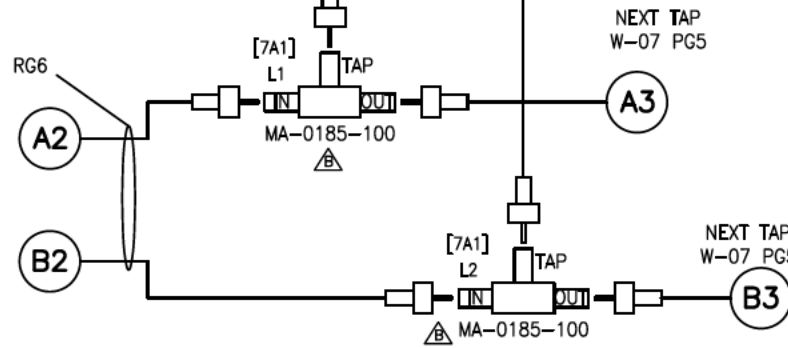 NEXT TAP
W-07 PG5
[7A1]
L1
TAP
RG6
IN
OUT
A2
A3
MA-0185-100
B
NEXT TAP
W-07 PG5
[7A1]
L2
TAP
B2
IN
OUT
B3
B
MA-0185-100